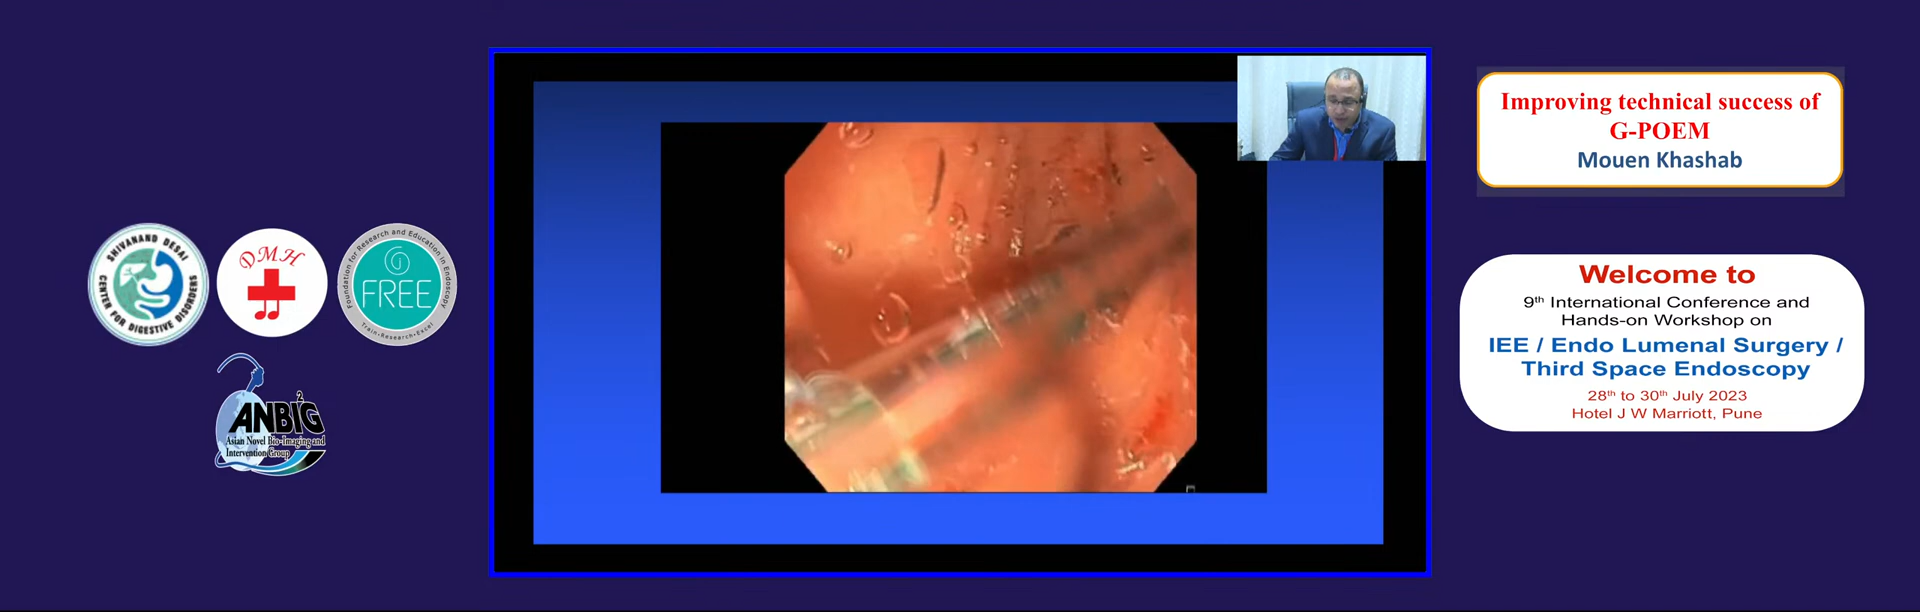 SHIVANAND DESAI
CENTER FOR DIGESTIVE DISORDERS
DMH
Foundation for Research and Education in Endoscopy
FREE
Train•Research•Excel
ANBI²G
Asian Novel Bio-Imaging and
Intervention Group
Improving technical success of
G-POEM
Mouen Khashab
Welcome to
9th International Conference and
Hands-on Workshop on
IEE / Endo Lumenal Surgery /
Third Space Endoscopy
28th to 30th July 2023
Hotel J W Marriott, Pune